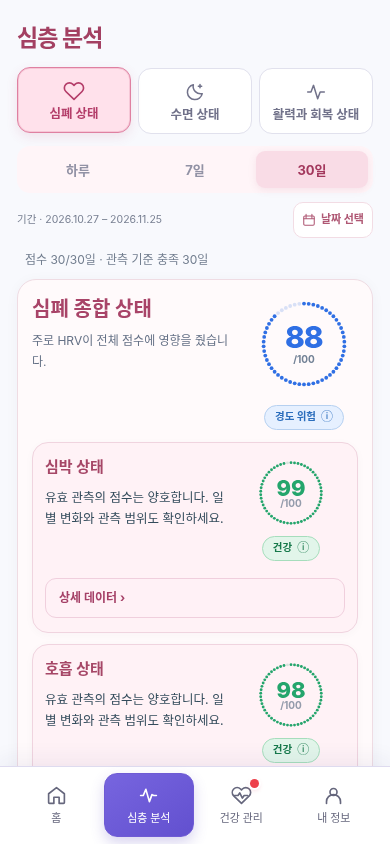 심층 분석
심폐 상태
수면 상태
활력과 회복 상태
하루
7일
30일
기간 · 2026.10.27 – 2026.11.25
날짜 선택
점수 30/30일 · 관측 기준 충족 30일
심폐 종합 상태
주로 HRV이 전체 점수에 영향을 줬습니
다.
88
/100
경도 위험 ⓘ
심박 상태
유효 관측의 점수는 양호합니다. 일
별 변화와 관측 범위도 확인하세요.
99
/100
건강 ⓘ
상세 데이터 ›
호흡 상태
유효 관측의 점수는 양호합니다. 일
별 변화와 관측 범위도 확인하세요.
98
/100
건강 ⓘ
홈
심층 분석
건강 관리
내 정보